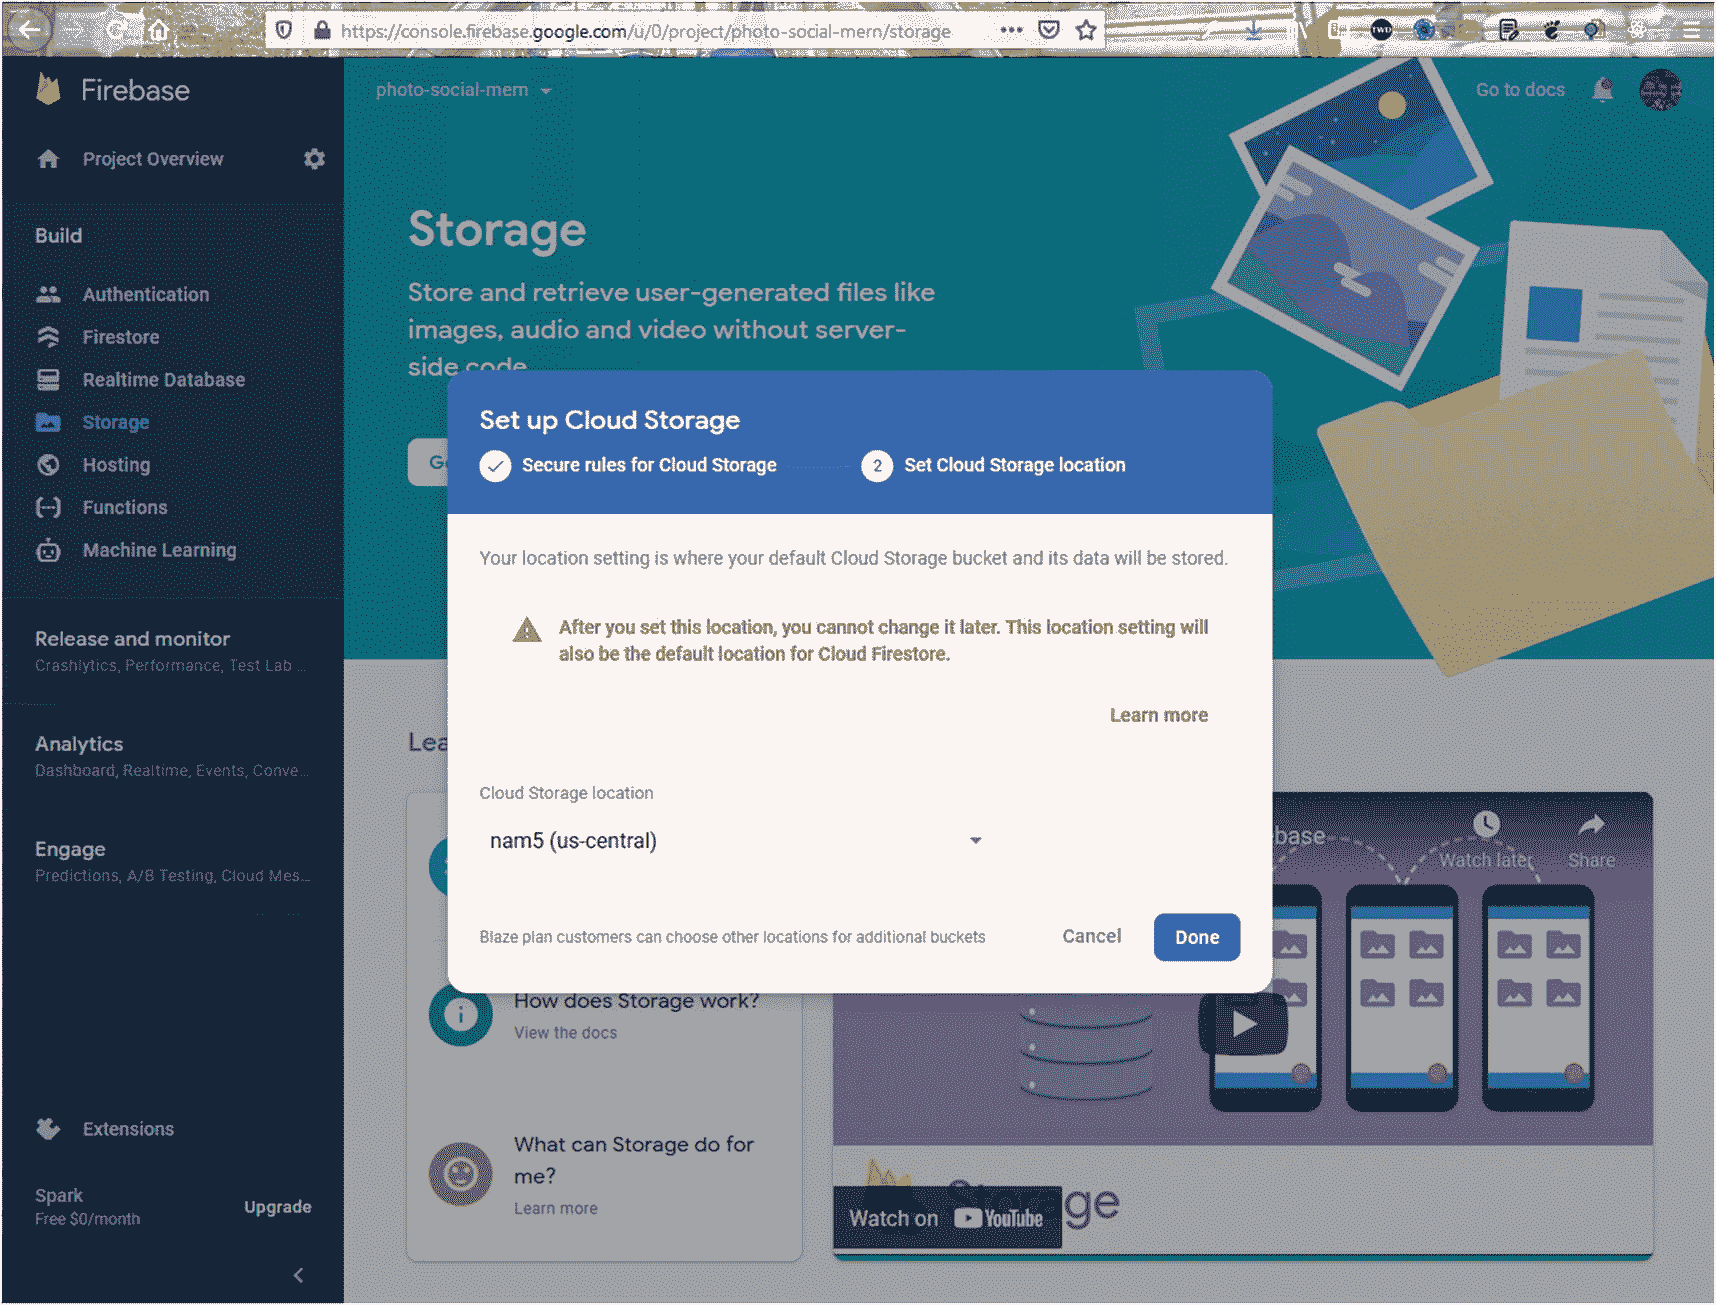 https://console.firebase.google.com/u/0/project/photo-social-mern/storage
Firebase
photo-social-mern
Go to docs
Project Overview
Build
Authentication
Firestore
Realtime Database
Storage
Hosting
Functions
Machine Learning
Release and monitor
Crashlytics, Performance, Test Lab ...
Analytics
Dashboard, Realtime, Events, Conve...
Engage
Predictions, A/B Testing, Cloud Mes...
Extensions
Spark
Free $0/month
Upgrade
Storage
Store and retrieve user-generated files like
images, audio and video without server-
side code
Set up Cloud Storage
Secure rules for Cloud Storage
2 Set Cloud Storage location
Your location setting is where your default Cloud Storage bucket and its data will be stored.
After you set this location, you cannot change it later. This location setting will
also be the default location for Cloud Firestore.
Learn more
Cloud Storage location
nam5 (us-central)
Blaze plan customers can choose other locations for additional buckets
Cancel
Done
How does Storage work?
View the docs
What can Storage do for
me?
Learn more
Watch later
Share
Watch on YouTube